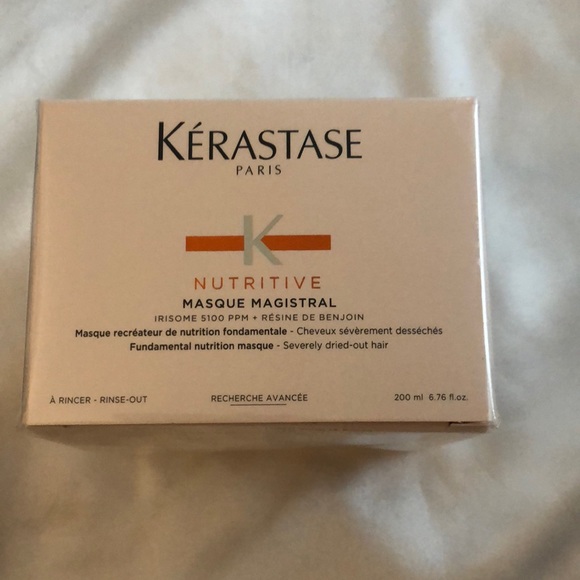 KÉRASTASE
PARIS
K
NUTRITIVE
MASQUE MAGISTRAL
IRISOME 5100 PPM + RÉSINE DE BENJOIN
Masque recréateur de nutrition fondamentale - Cheveux sévèrement desséchés
Fundamental nutrition masque - Severely dried-out hair
À RINCER - RINSE-OUT RECHERCHE AVANCÉE 200 ml 6.76 fl.oz.